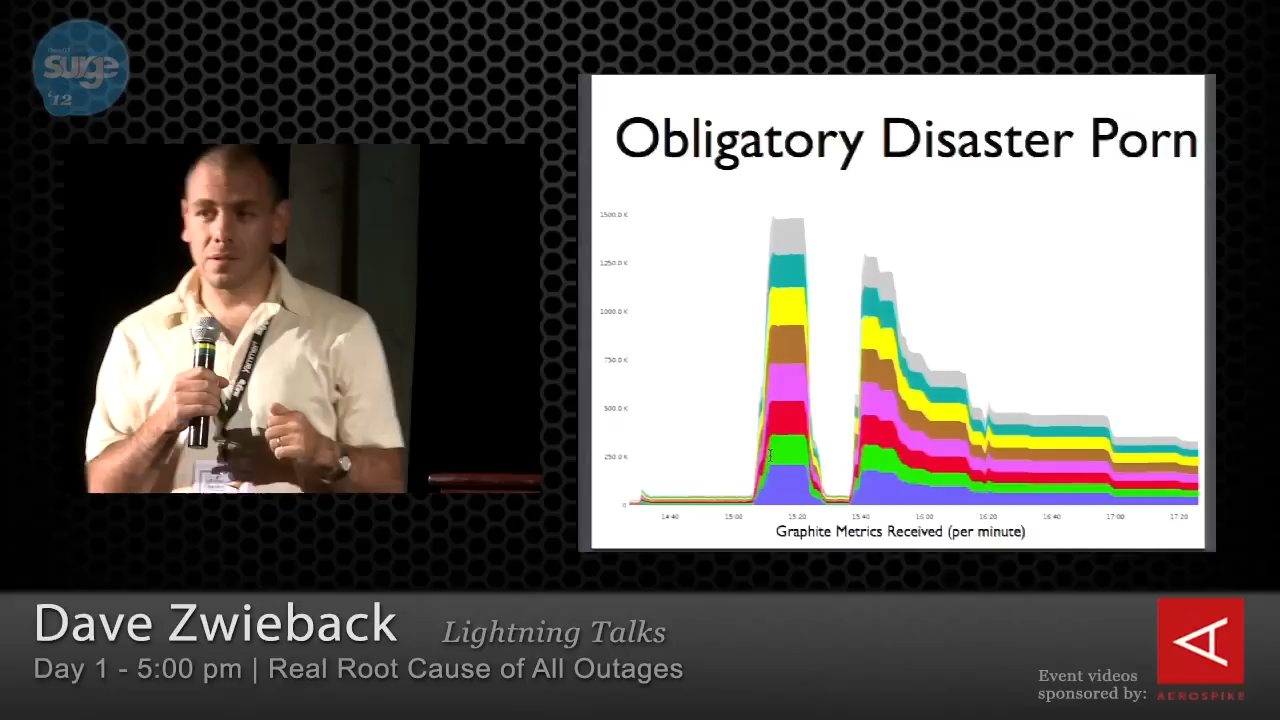 surge
'12
Obligatory Disaster Porn
1500.0 K
1250.0 K
1000.0 K
750.0 K
500.0 K
250.0 K
0
14:40 15:00 15:20 15:40 16:00 16:20 16:40 17:00 17:20
Graphite Metrics Received (per minute)
Dave Zwieback Lightning Talks
Day 1 - 5:00 pm | Real Root Cause of All Outages
Event videos
sponsored by:
AEROSPIKE